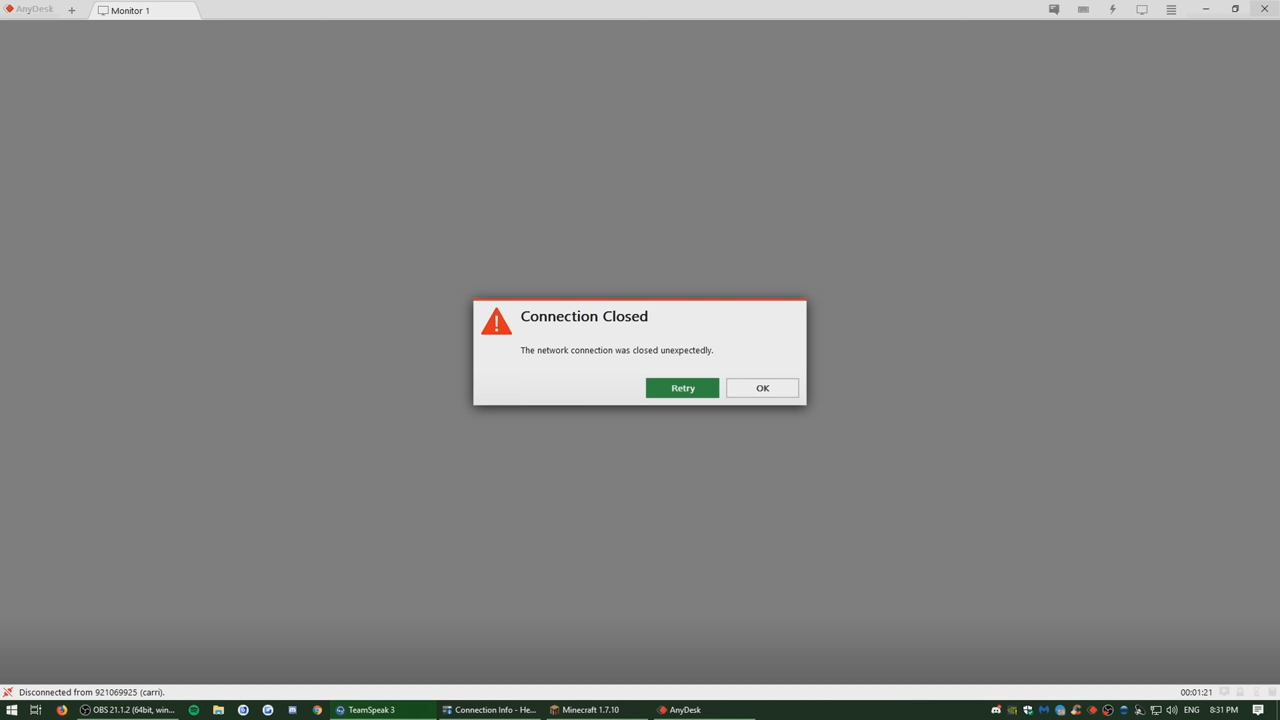 AnyDesk
Monitor 1
Connection Closed
The network connection was closed unexpectedly.
Retry
OK
Disconnected from 921069925 (carri).
00:01:21
OBS 21.1.2 (64bit, win...
TeamSpeak 3
Connection Info - He...
Minecraft 1.7.10
AnyDesk
ENG
8:31 PM